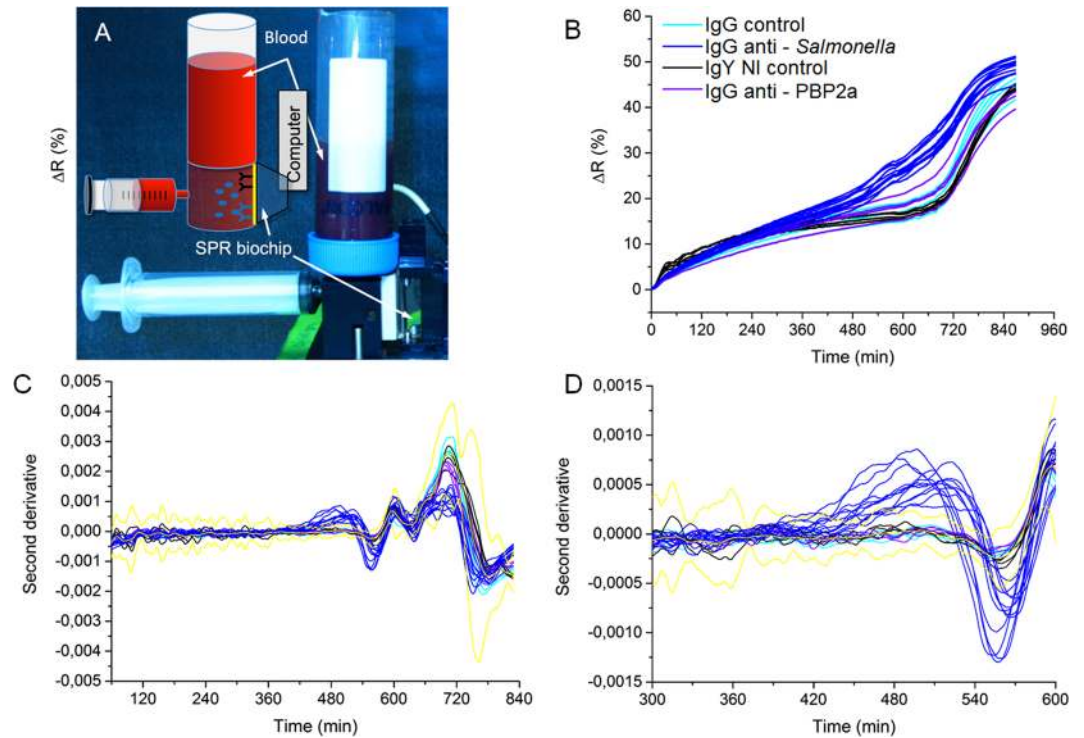 A
Blood
Computer
YY
SPR biochip
ΔR (%)
B
IgG control
IgG anti - Salmonella
IgY NI control
IgG anti - PBP2a
60
50
40
30
20
10
0
ΔR (%)
0 120 240 360 480 600 720 840 960
Time (min)
C
0,005
0,004
0,003
0,002
0,001
0,000
-0,001
-0,002
-0,003
-0,004
-0,005
Second derivative
120 240 360 480 600 720 840
Time (min)
D
0,0015
0,0010
0,0005
0,0000
-0,0005
-0,0010
-0,0015
Second derivative
300 360 420 480 540 600
Time (min)